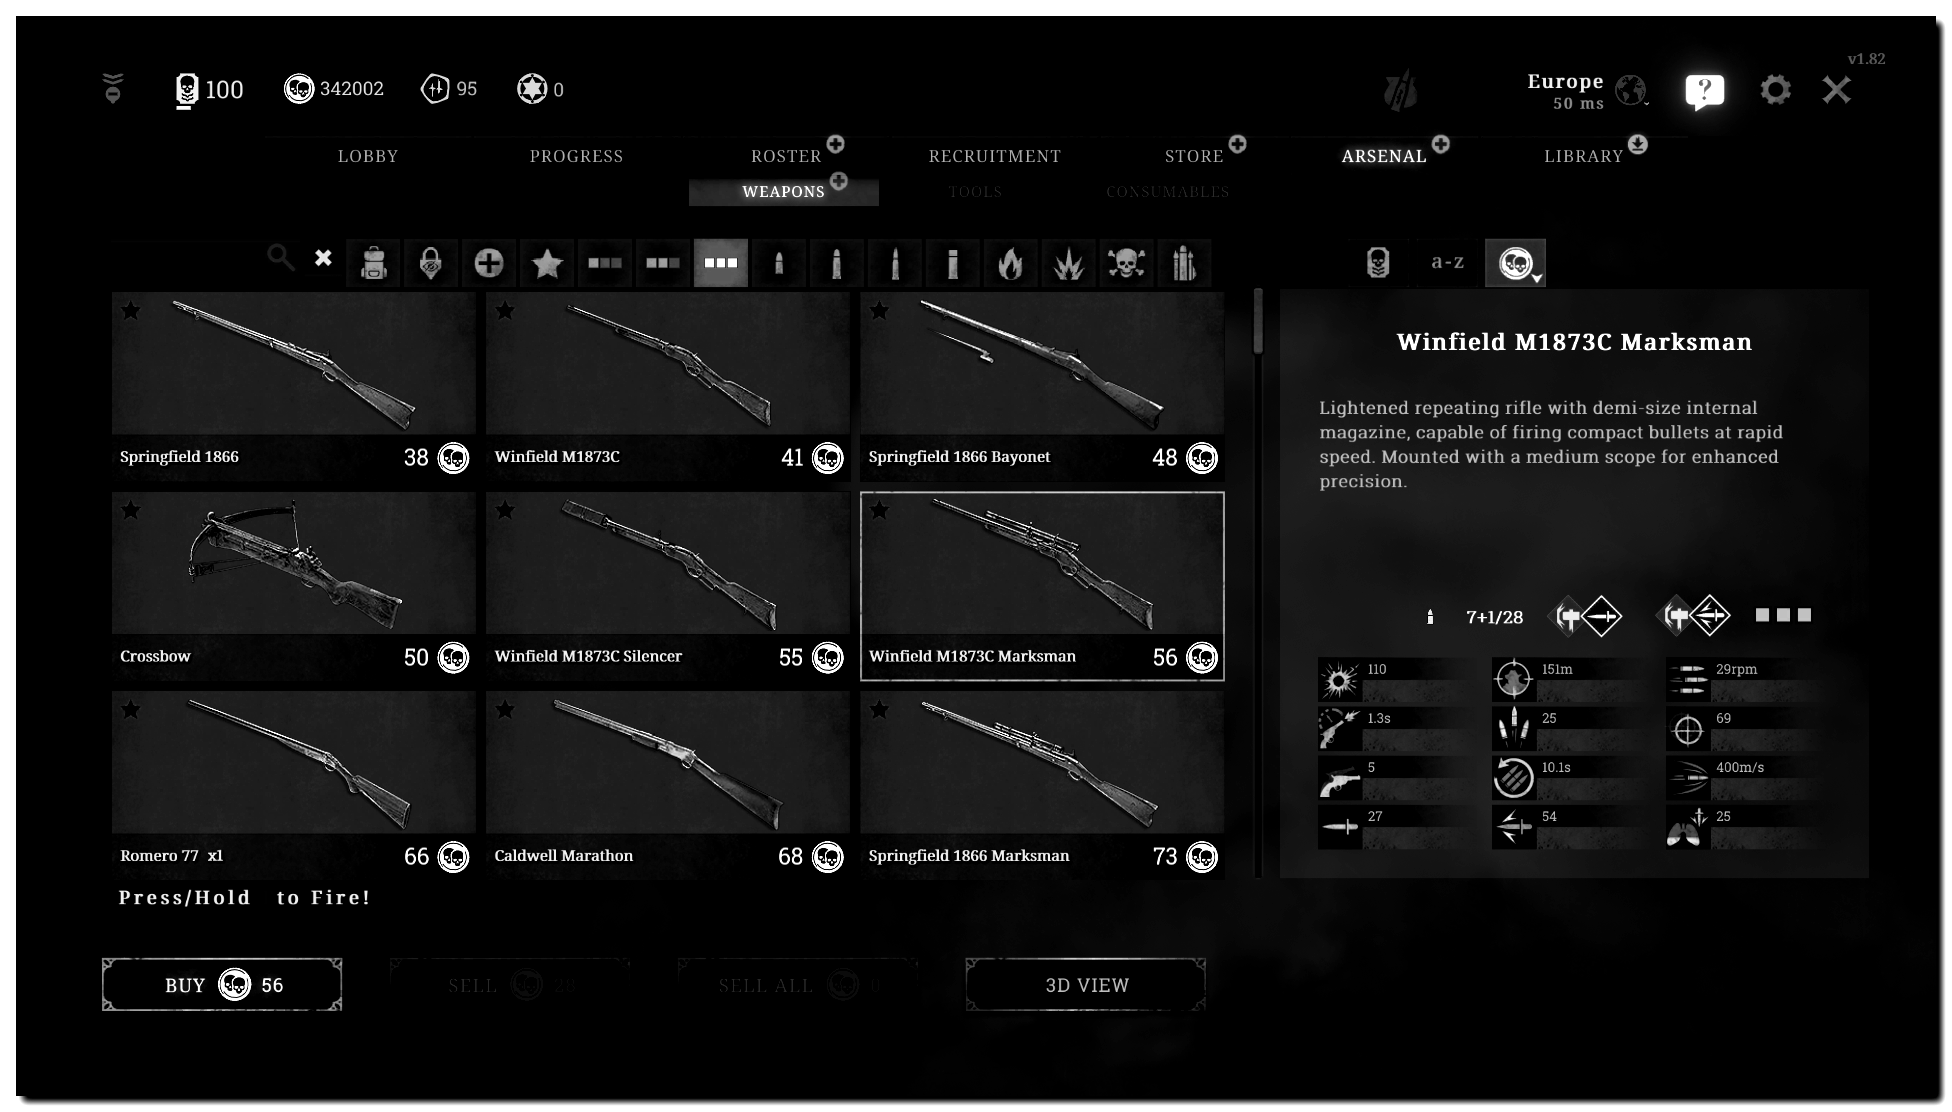 v1.82
100 342002 95 0 Europe
50 ms
?
LOBBY PROGRESS ROSTER RECRUITMENT STORE ARSENAL LIBRARY
WEAPONS TOOLS CONSUMABLES
a-z
Springfield 1866 38
Winfield M1873C 41
Springfield 1866 Bayonet 48
Crossbow 50
Winfield M1873C Silencer 55
Winfield M1873C Marksman 56
Romero 77 x1 66
Caldwell Marathon 68
Springfield 1866 Marksman 73
Winfield M1873C Marksman
Lightened repeating rifle with demi-size internal
magazine, capable of firing compact bullets at rapid
speed. Mounted with a medium scope for enhanced
precision.
7+1/28
110 151m 29rpm
1.3s 25 69
5 10.1s 400m/s
27 54 25
Press/Hold to Fire!
BUY 56 SELL 28 SELL ALL 0 3D VIEW